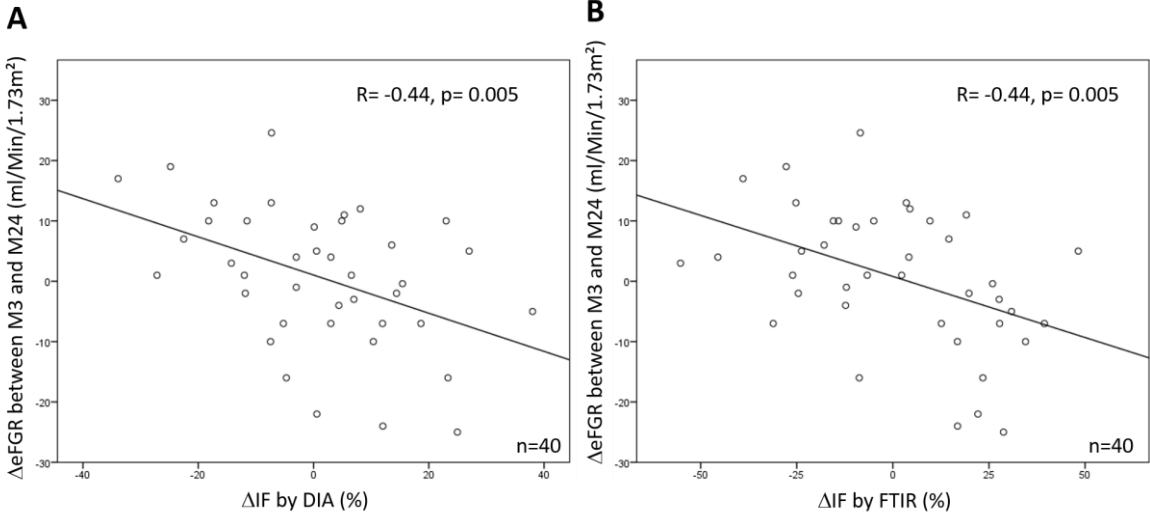 A
ΔeFGR between M3 and M24 (ml/Min/1.73m²)
R= -0.44, p= 0.005
30
20
10
0
-10
-20
-30
n=40
-40
-20
0
20
40
ΔIF by DIA (%)
B
ΔeFGR between M3 and M24 (ml/Min/1.73m²)
R= -0.44, p= 0.005
30
20
10
0
-10
-20
-30
n=40
-50
-25
0
25
50
ΔIF by FTIR (%)